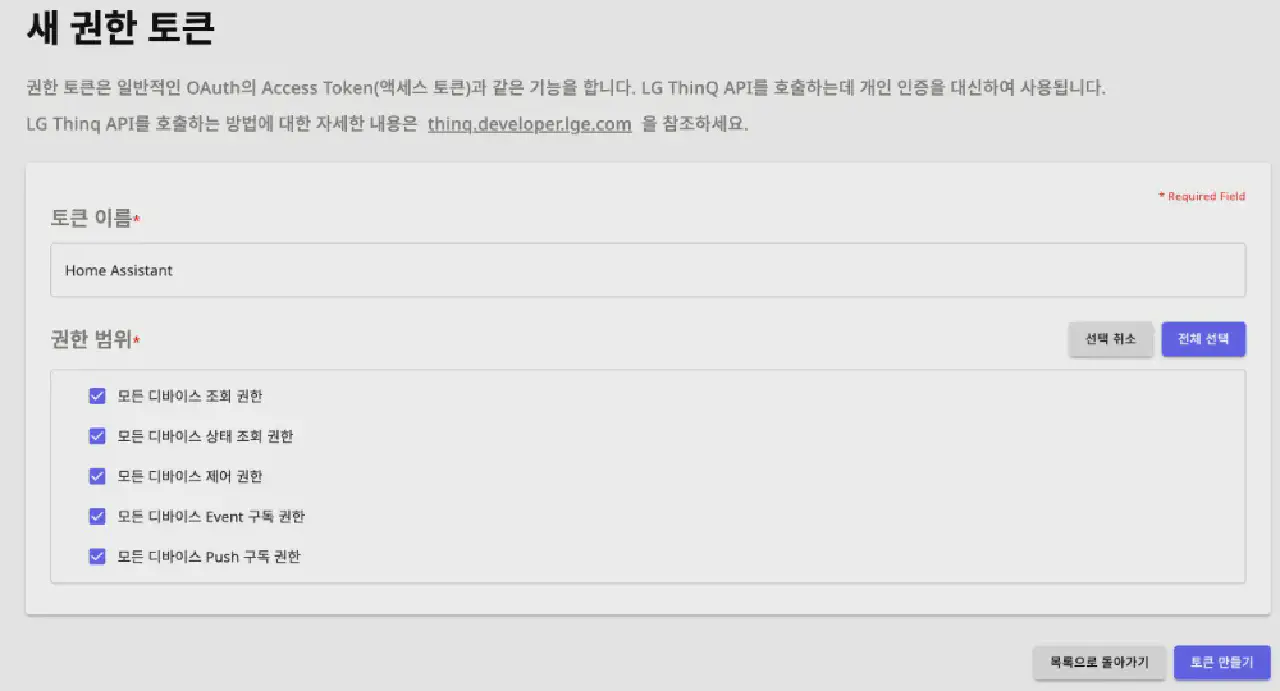 새 권한 토큰
권한 토큰은 일반적인 OAuth의 Access Token(액세스 토큰)과 같은 기능을 합니다. LG ThinQ API를 호출하는데 개인 인증을 대신하여 사용됩니다.
LG Thinq API를 호출하는 방법에 대한 자세한 내용은 thinq.developer.lge.com 을 참조하세요.
* Required Field
토큰 이름*
Home Assistant
권한 범위*
선택 취소 전체 선택
모든 디바이스 조회 권한
모든 디바이스 상태 조회 권한
모든 디바이스 제어 권한
모든 디바이스 Event 구독 권한
모든 디바이스 Push 구독 권한
목록으로 돌아가기 토큰 만들기